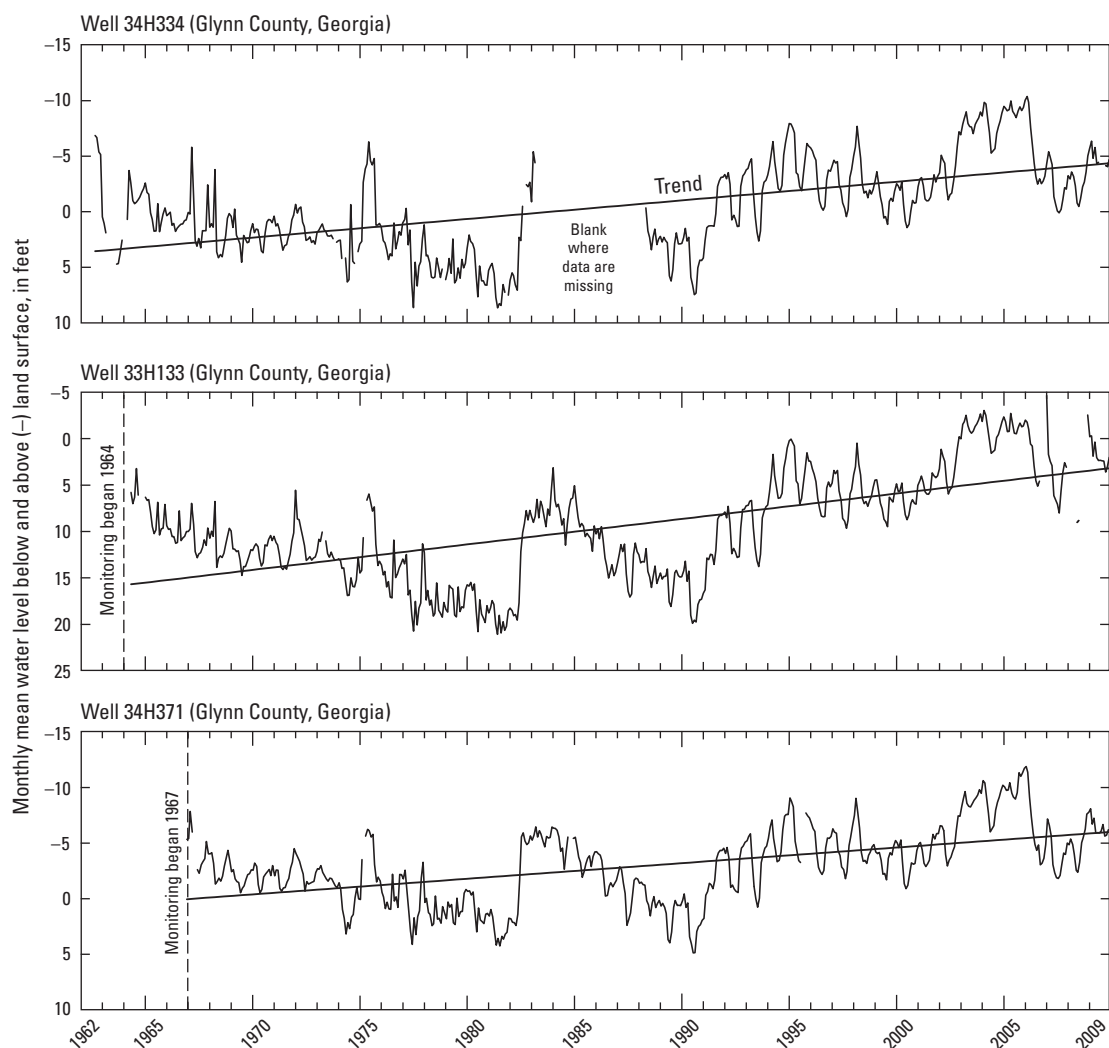 Well 34H334 (Glynn County, Georgia)
–15
–10
–5
0
5
10
Trend
Blank
where
data are
missing
Monthly mean water level below and above (–) land surface, in feet
Well 33H133 (Glynn County, Georgia)
–5
0
5
10
15
20
25
Monitoring began 1964
Well 34H371 (Glynn County, Georgia)
–15
–10
–5
0
5
10
Monitoring began 1967
1962
1965
1970
1975
1980
1985
1990
1995
2000
2005
2009